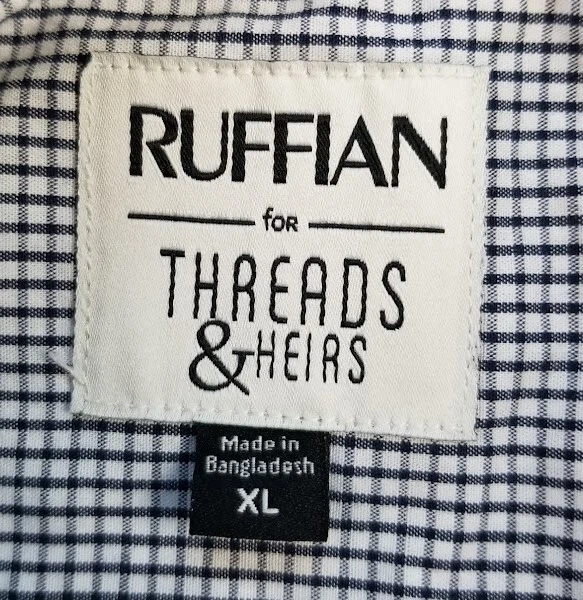 RUFFIAN
for
THREADS
& HEIRS
Made in
Bangladesh
XL